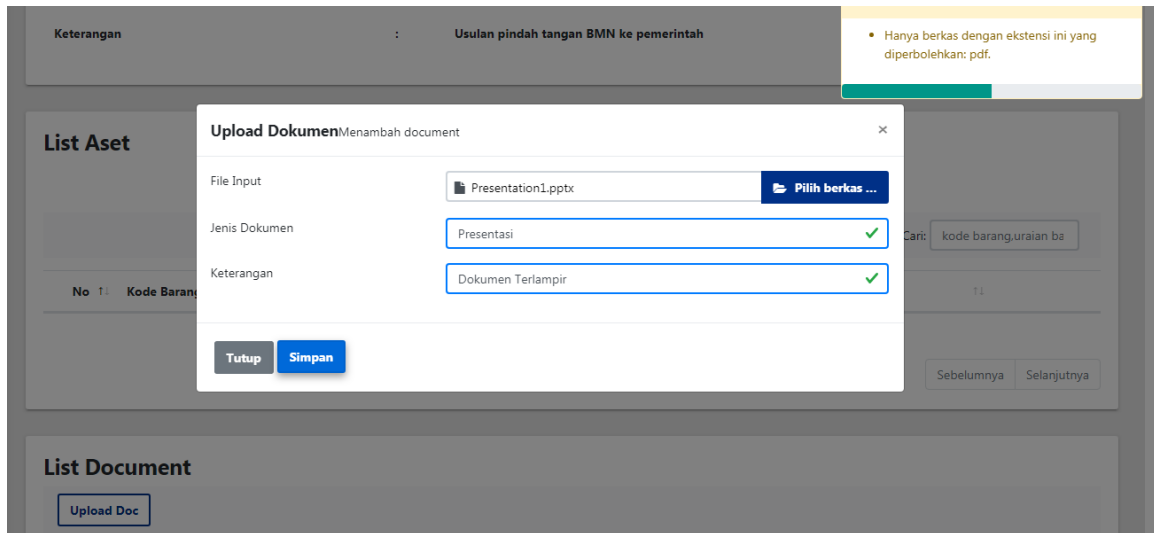 Keterangan : Usulan pindah tangan BMN ke pemerintah
Hanya berkas dengan ekstensi ini yang
diperbolehkan: pdf.
List Aset
Upload Dokumen Menambah document ×
File Input Presentation1.pptx Pilih berkas ...
Jenis Dokumen Presentasi
Keterangan Dokumen Terlampir
Cari: kode barang,uraian ba
No Kode Barang
Tutup Simpan
Sebelumnya Selanjutnya
List Document
Upload Doc